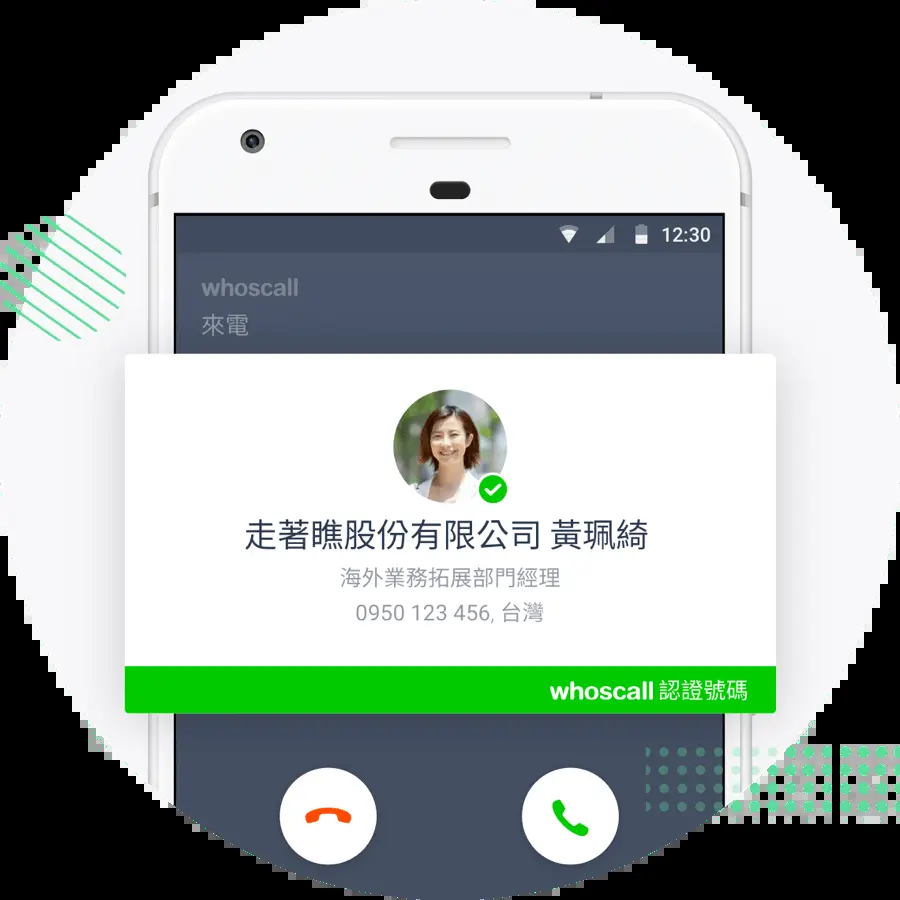 12:30
whoscall
來電
走著瞧股份有限公司 黃珮綺
海外業務拓展部門經理
0950 123 456, 台灣
whoscall 認證號碼